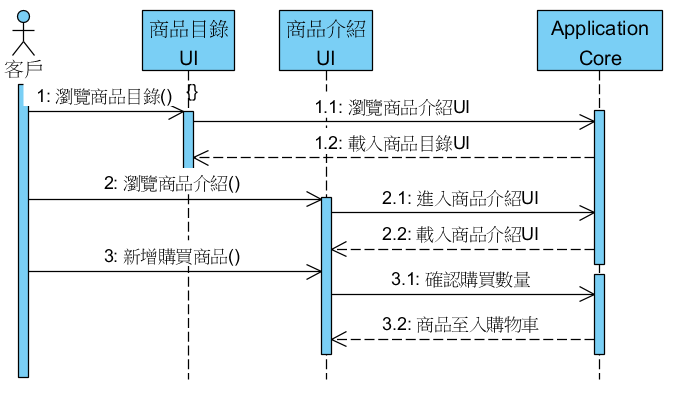 商品目錄
UI
商品介紹
UI
Application
Core
客戶
1: 瀏覽商品目錄()
{}
1.1: 瀏覽商品介紹UI
1.2: 載入商品目錄UI
2: 瀏覽商品介紹()
2.1: 進入商品介紹UI
2.2: 載入商品介紹UI
3: 新增購買商品()
3.1: 確認購買數量
3.2: 商品至入購物車